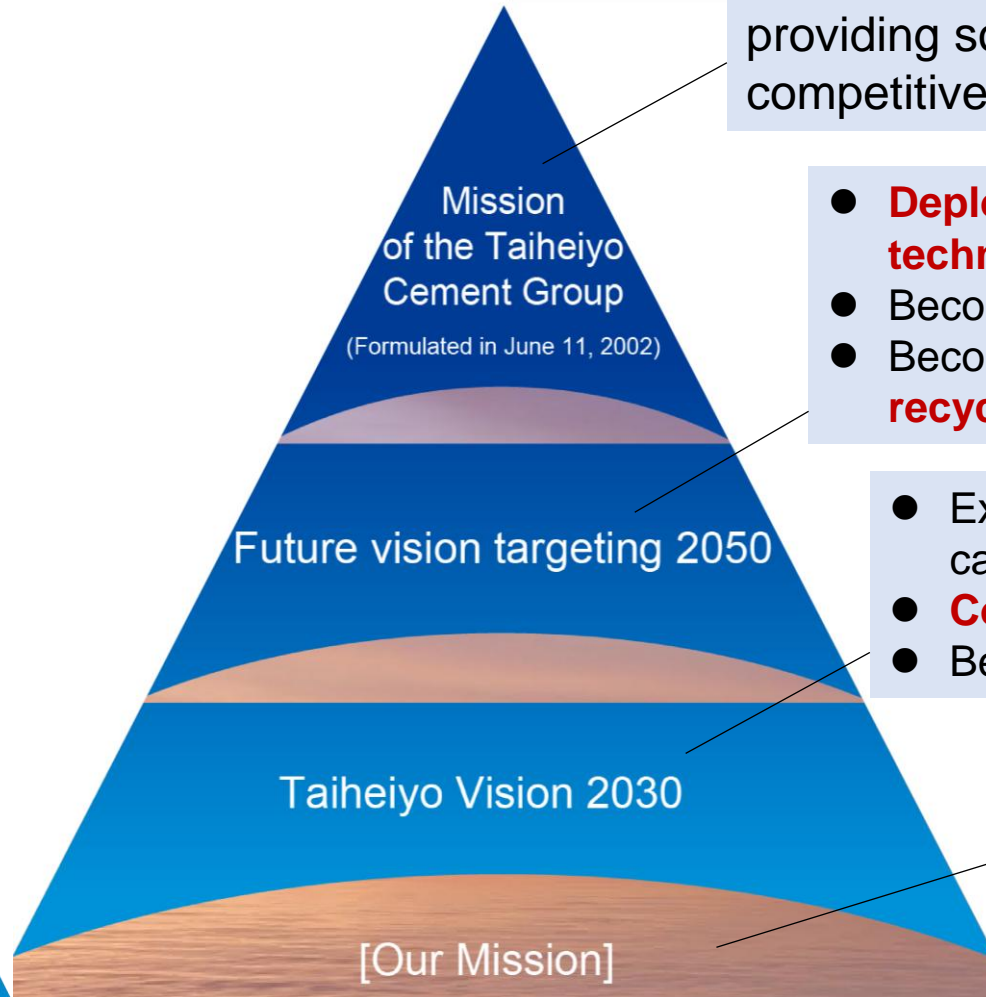 providing
competitive
Mission
of the Taiheiyo
Cement Group
(Formulated in June 11, 2002)
●
●
● Future vision targeting 2050
●
●
● Taiheiyo Vision 2030
[Our Mission]